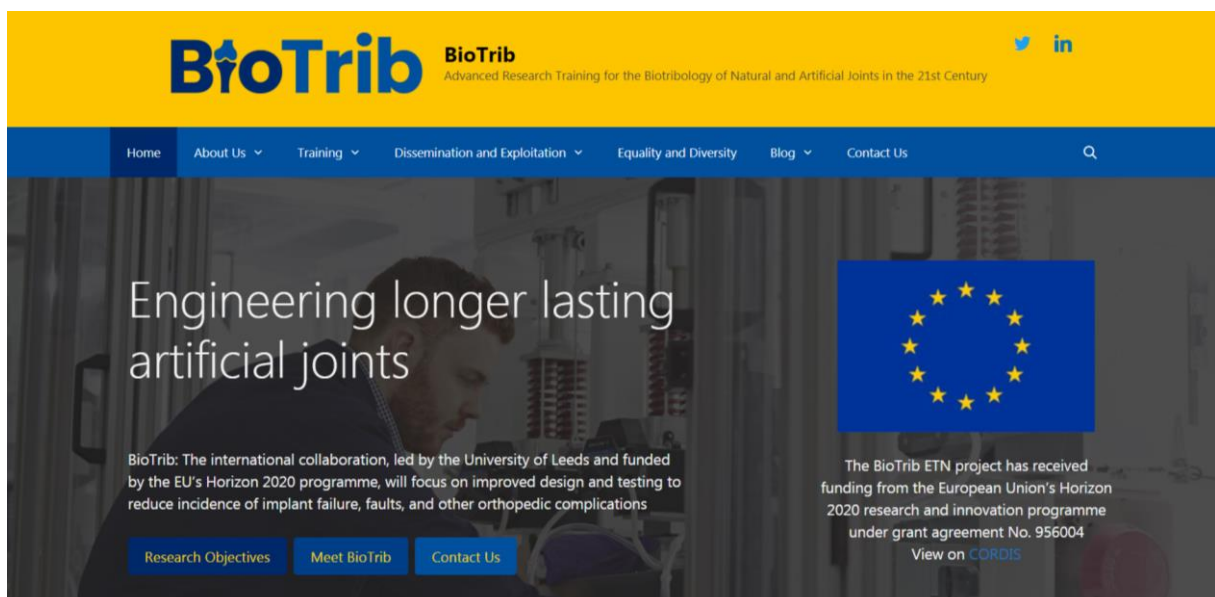 BioTrib
BioTrib
Advanced Research Training for the Biotribology of Natural and Artificial Joints in the 21st Century
in
Home About Us Training Dissemination and Exploitation Equality and Diversity Blog Contact Us
Engineering longer lasting
artificial joints
BioTrib: The international collaboration, led by the University of Leeds and funded
by the EU's Horizon 2020 programme, will focus on improved design and testing to
reduce incidence of implant failure, faults, and other orthopedic complications
Research Objectives Meet BioTrib Contact Us
The BioTrib ETN project has received
funding from the European Union's Horizon
2020 research and innovation programme
under grant agreement No. 956004
View on CORDIS